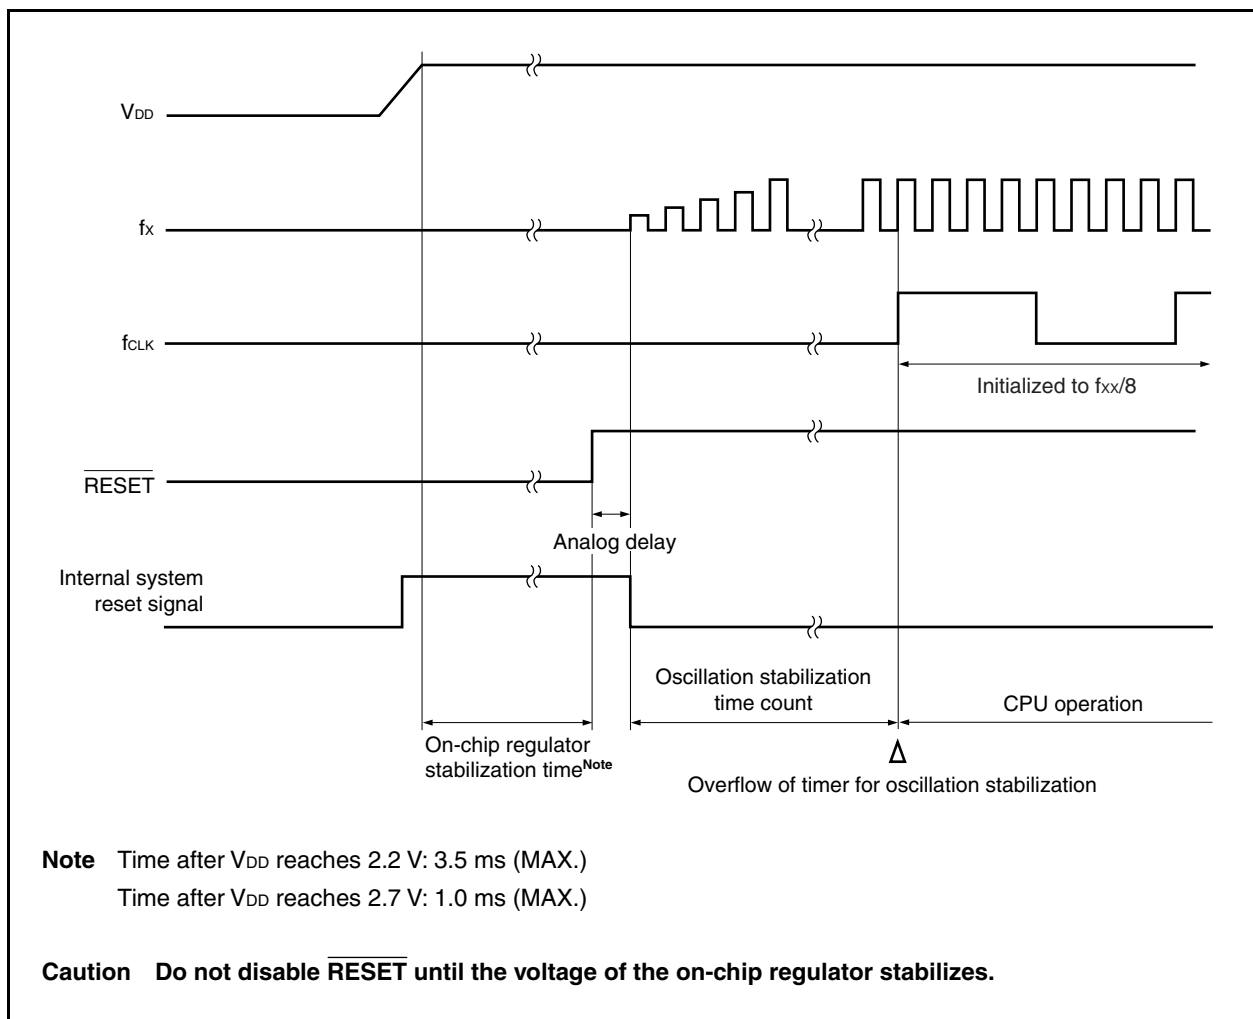 VDD
fX
fCLK
Initialized to fXX/8
RESET
Analog delay
Internal system
reset signal
Oscillation stabilization
time count
CPU operation
On-chip regulator
stabilization timeNote
Overflow of timer for oscillation stabilization
Note Time after VDD reaches 2.2 V: 3.5 ms (MAX.)
Time after VDD reaches 2.7 V: 1.0 ms (MAX.)
Caution Do not disable RESET until the voltage of the on-chip regulator stabilizes.